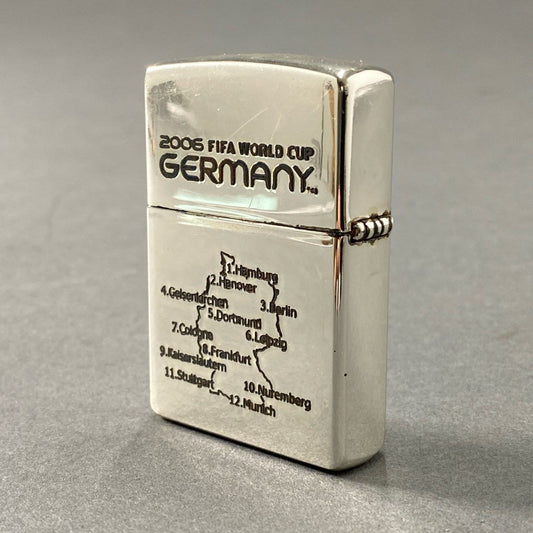 2006 FIFA WORLD CUP
GERMANY
1.Hamburg
2.Hanover
4.Gelsenkirchen
3.Berlin
5.Dortmund
7.Cologne
6.Leipzig
8.Frankfurt
9.Kaiserslautern
11.Stuttgart
10.Nuremberg
12.Munich